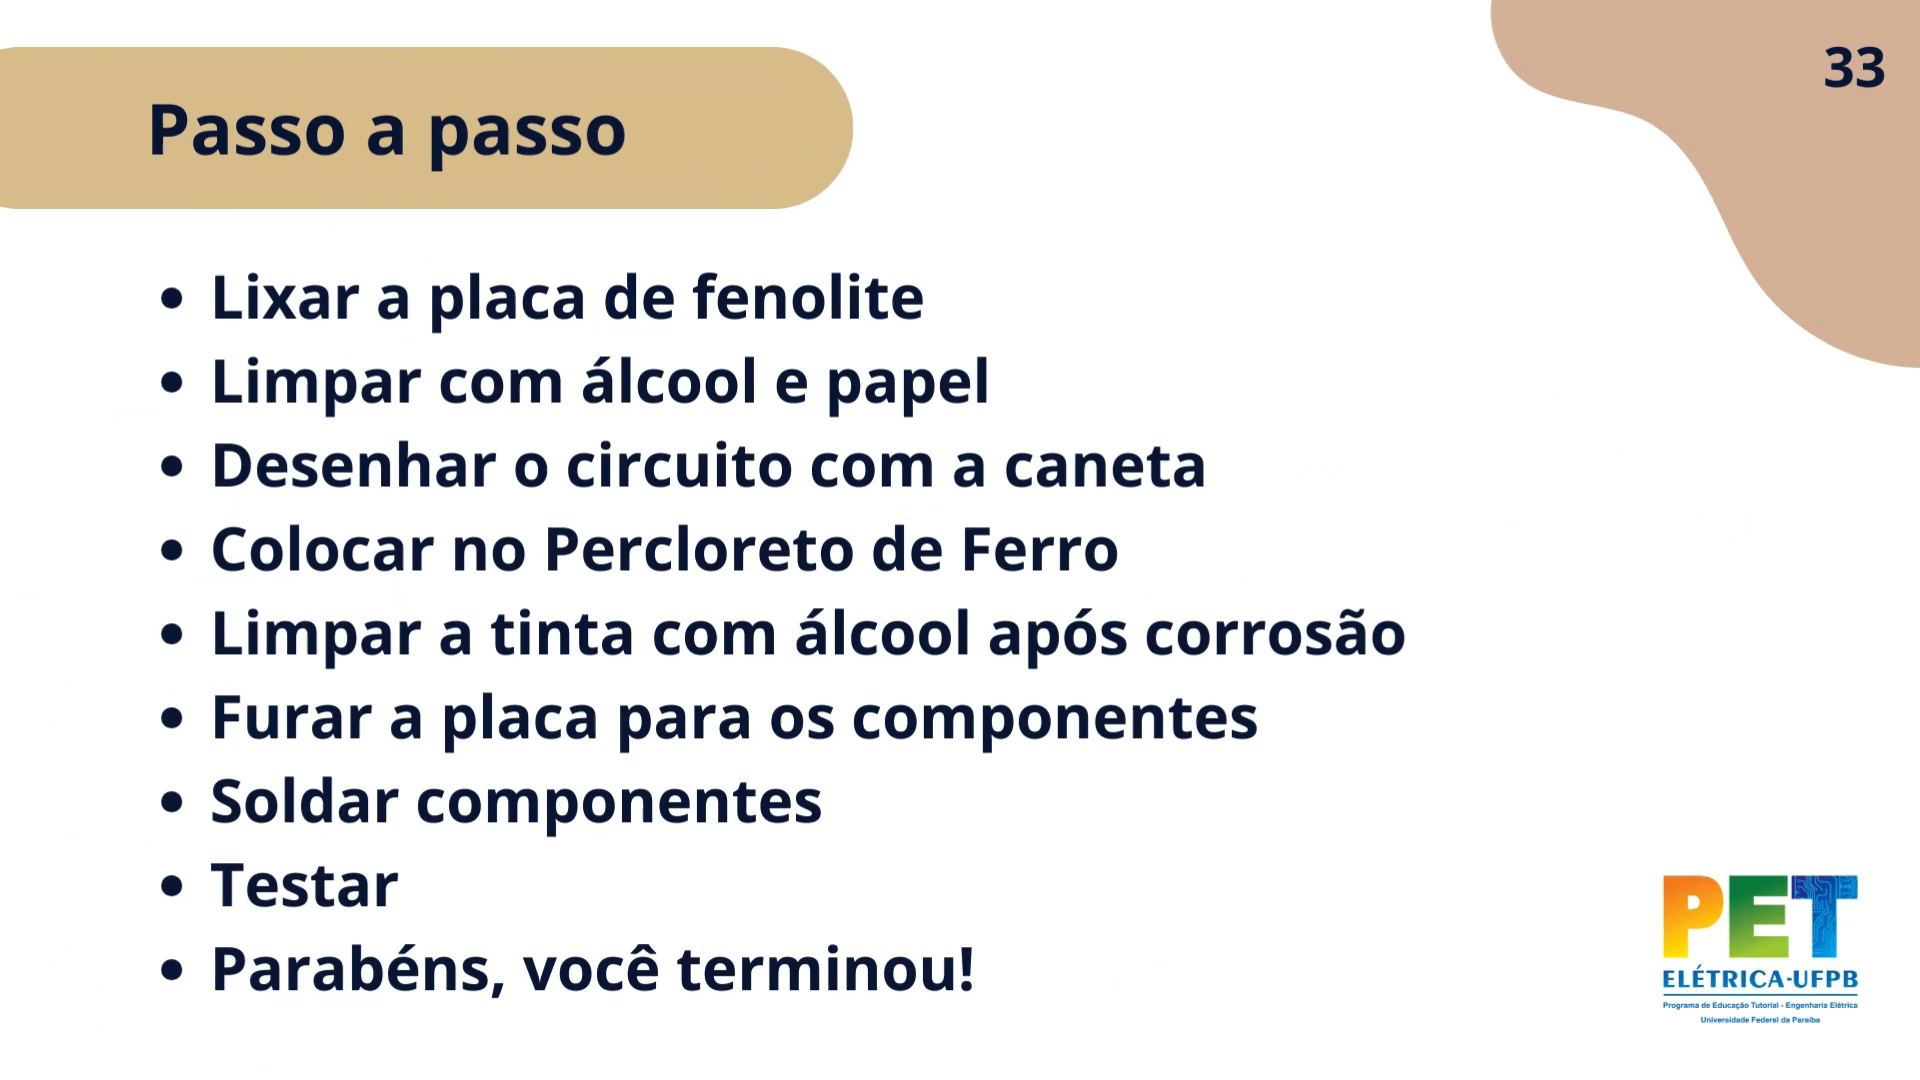 33
Passo a passo
• Lixar a placa de fenolite
• Limpar com álcool e papel
• Desenhar o circuito com a caneta
• Colocar no Percloreto de Ferro
• Limpar a tinta com álcool após corrosão
• Furar a placa para os componentes
• Soldar componentes
• Testar
• Parabéns, você terminou!
PET
ELÉTRICA-UFPB
Programa de Educação Tutorial - Engenharia Elétrica
Universidade Federal da Paraíba